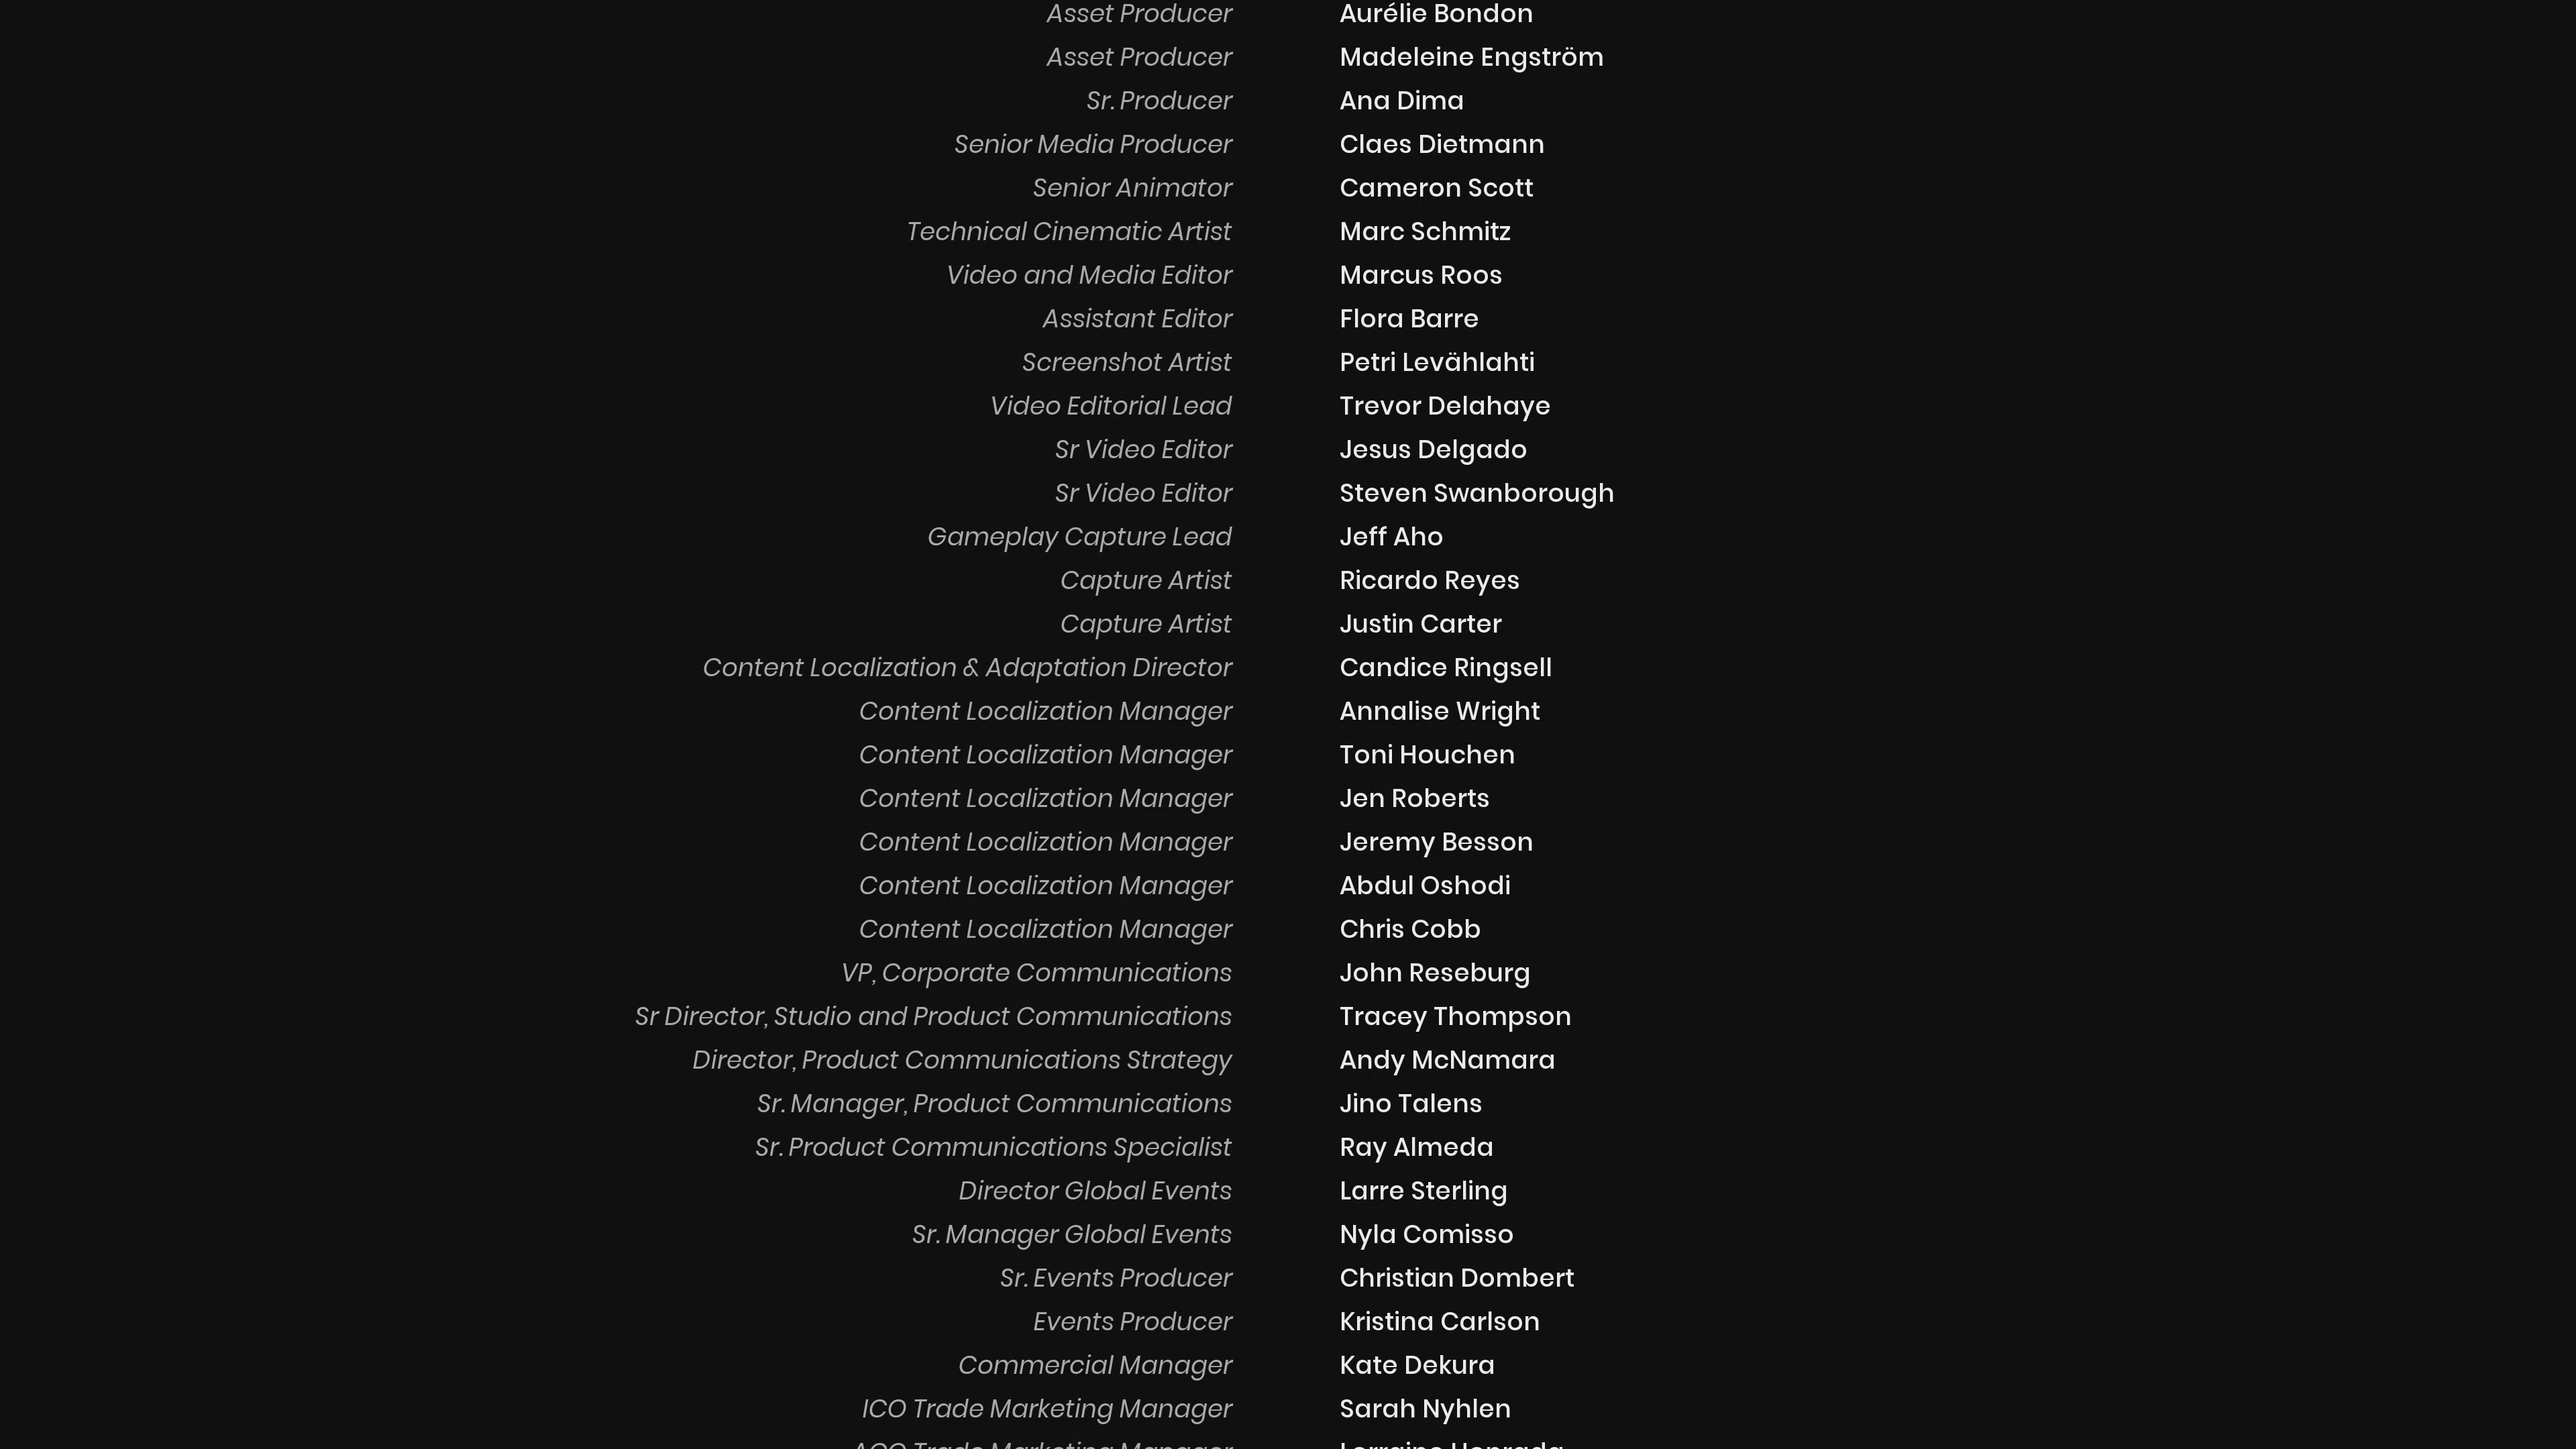 Asset Producer Aurélie Bondon
Asset Producer Madeleine Engström
Sr. Producer Ana Dima
Senior Media Producer Claes Dietmann
Senior Animator Cameron Scott
Technical Cinematic Artist Marc Schmitz
Video and Media Editor Marcus Roos
Assistant Editor Flora Barre
Screenshot Artist Petri Levählahti
Video Editorial Lead Trevor Delahaye
Sr Video Editor Jesus Delgado
Sr Video Editor Steven Swanborough
Gameplay Capture Lead Jeff Aho
Capture Artist Ricardo Reyes
Capture Artist Justin Carter
Content Localization & Adaptation Director Candice Ringsell
Content Localization Manager Annalise Wright
Content Localization Manager Toni Houchen
Content Localization Manager Jen Roberts
Content Localization Manager Jeremy Besson
Content Localization Manager Abdul Oshodi
Content Localization Manager Chris Cobb
VP, Corporate Communications John Reseburg
Sr Director, Studio and Product Communications Tracey Thompson
Director, Product Communications Strategy Andy McNamara
Sr. Manager, Product Communications Jino Talens
Sr. Product Communications Specialist Ray Almeda
Director Global Events Larre Sterling
Sr. Manager Global Events Nyla Comisso
Sr. Events Producer Christian Dombert
Events Producer Kristina Carlson
Commercial Manager Kate Dekura
ICO Trade Marketing Manager Sarah Nyhlen
Trade Marketing Manager